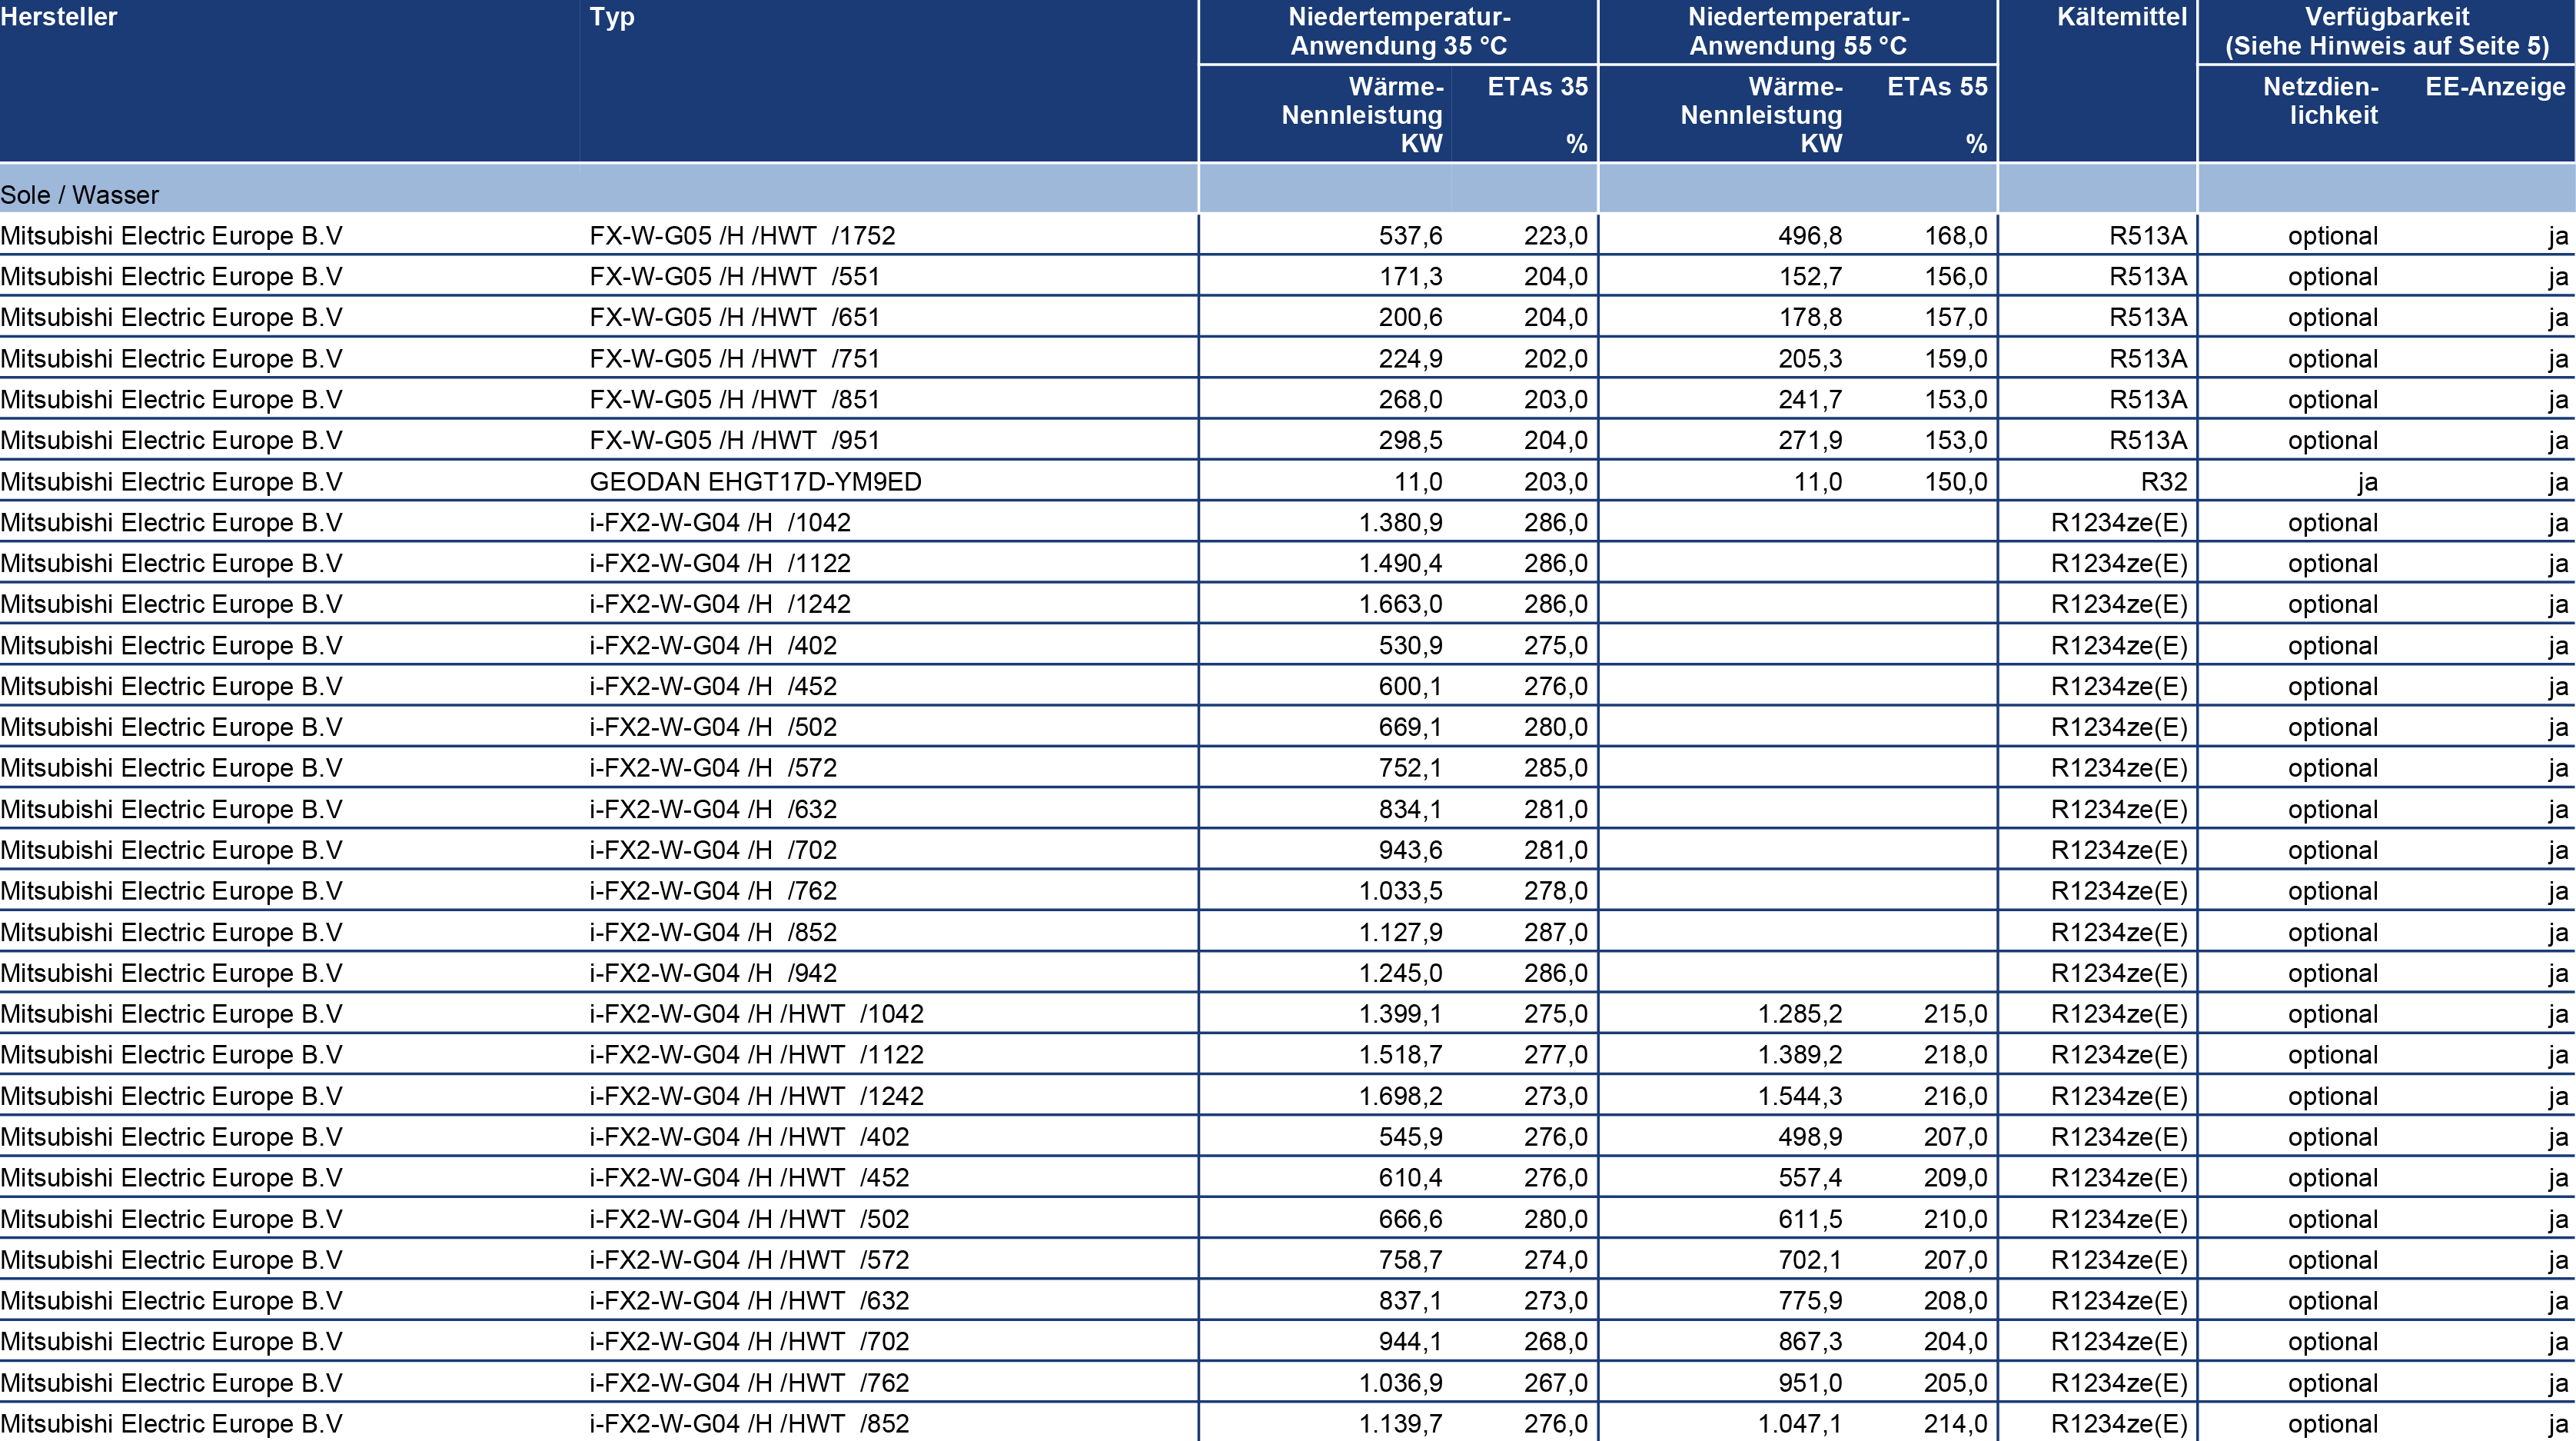 Hersteller Typ Niedertemperatur-Anwendung 35 °C Niedertemperatur-Anwendung 55 °C Kältemittel Verfügbarkeit (Siehe Hinweis auf Seite 5)
Wärme-Nennleistung KW ETAs 35 % Wärme-Nennleistung KW ETAs 55 % Netzdien-lichkeit EE-Anzeige
Sole / Wasser
Mitsubishi Electric Europe B.V FX-W-G05 /H /HWT /1752 537,6 223,0 496,8 168,0 R513A optional ja
Mitsubishi Electric Europe B.V FX-W-G05 /H /HWT /551 171,3 204,0 152,7 156,0 R513A optional ja
Mitsubishi Electric Europe B.V FX-W-G05 /H /HWT /651 200,6 204,0 178,8 157,0 R513A optional ja
Mitsubishi Electric Europe B.V FX-W-G05 /H /HWT /751 224,9 202,0 205,3 159,0 R513A optional ja
Mitsubishi Electric Europe B.V FX-W-G05 /H /HWT /851 268,0 203,0 241,7 153,0 R513A optional ja
Mitsubishi Electric Europe B.V FX-W-G05 /H /HWT /951 298,5 204,0 271,9 153,0 R513A optional ja
Mitsubishi Electric Europe B.V GEODAN EHGT17D-YM9ED 11,0 203,0 11,0 150,0 R32 ja ja
Mitsubishi Electric Europe B.V i-FX2-W-G04 /H /1042 1.380,9 286,0 R1234ze(E) optional ja
Mitsubishi Electric Europe B.V i-FX2-W-G04 /H /1122 1.490,4 286,0 R1234ze(E) optional ja
Mitsubishi Electric Europe B.V i-FX2-W-G04 /H /1242 1.663,0 286,0 R1234ze(E) optional ja
Mitsubishi Electric Europe B.V i-FX2-W-G04 /H /402 530,9 275,0 R1234ze(E) optional ja
Mitsubishi Electric Europe B.V i-FX2-W-G04 /H /452 600,1 276,0 R1234ze(E) optional ja
Mitsubishi Electric Europe B.V i-FX2-W-G04 /H /502 669,1 280,0 R1234ze(E) optional ja
Mitsubishi Electric Europe B.V i-FX2-W-G04 /H /572 752,1 285,0 R1234ze(E) optional ja
Mitsubishi Electric Europe B.V i-FX2-W-G04 /H /632 834,1 281,0 R1234ze(E) optional ja
Mitsubishi Electric Europe B.V i-FX2-W-G04 /H /702 943,6 281,0 R1234ze(E) optional ja
Mitsubishi Electric Europe B.V i-FX2-W-G04 /H /762 1.033,5 278,0 R1234ze(E) optional ja
Mitsubishi Electric Europe B.V i-FX2-W-G04 /H /852 1.127,9 287,0 R1234ze(E) optional ja
Mitsubishi Electric Europe B.V i-FX2-W-G04 /H /942 1.245,0 286,0 R1234ze(E) optional ja
Mitsubishi Electric Europe B.V i-FX2-W-G04 /H /HWT /1042 1.399,1 275,0 1.285,2 215,0 R1234ze(E) optional ja
Mitsubishi Electric Europe B.V i-FX2-W-G04 /H /HWT /1122 1.518,7 277,0 1.389,2 218,0 R1234ze(E) optional ja
Mitsubishi Electric Europe B.V i-FX2-W-G04 /H /HWT /1242 1.698,2 273,0 1.544,3 216,0 R1234ze(E) optional ja
Mitsubishi Electric Europe B.V i-FX2-W-G04 /H /HWT /402 545,9 276,0 498,9 207,0 R1234ze(E) optional ja
Mitsubishi Electric Europe B.V i-FX2-W-G04 /H /HWT /452 610,4 276,0 557,4 209,0 R1234ze(E) optional ja
Mitsubishi Electric Europe B.V i-FX2-W-G04 /H /HWT /502 666,6 280,0 611,5 210,0 R1234ze(E) optional ja
Mitsubishi Electric Europe B.V i-FX2-W-G04 /H /HWT /572 758,7 274,0 702,1 207,0 R1234ze(E) optional ja
Mitsubishi Electric Europe B.V i-FX2-W-G04 /H /HWT /632 837,1 273,0 775,9 208,0 R1234ze(E) optional ja
Mitsubishi Electric Europe B.V i-FX2-W-G04 /H /HWT /702 944,1 268,0 867,3 204,0 R1234ze(E) optional ja
Mitsubishi Electric Europe B.V i-FX2-W-G04 /H /HWT /762 1.036,9 267,0 951,0 205,0 R1234ze(E) optional ja
Mitsubishi Electric Europe B.V i-FX2-W-G04 /H /HWT /852 1.139,7 276,0 1.047,1 214,0 R1234ze(E) optional ja